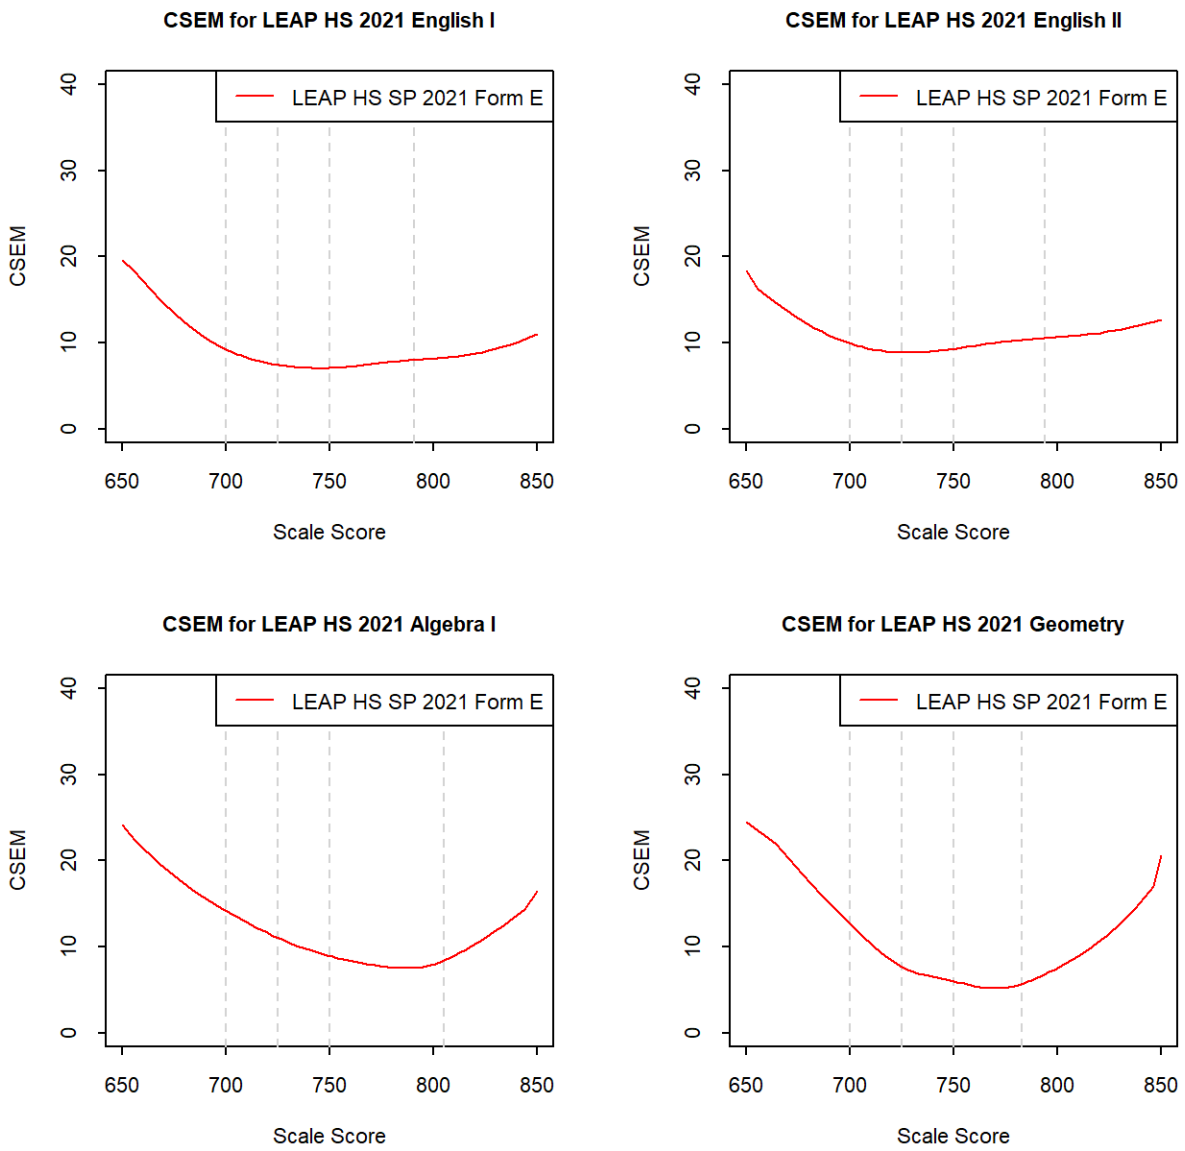 CSEM for LEAP HS 2021 English I
LEAP HS SP 2021 Form E
40
30
20
10
0
CSEM
650 700 750 800 850
Scale Score
CSEM for LEAP HS 2021 English II
LEAP HS SP 2021 Form E
40
30
20
10
0
CSEM
650 700 750 800 850
Scale Score
CSEM for LEAP HS 2021 Algebra I
LEAP HS SP 2021 Form E
40
30
20
10
0
CSEM
650 700 750 800 850
Scale Score
CSEM for LEAP HS 2021 Geometry
LEAP HS SP 2021 Form E
40
30
20
10
0
CSEM
650 700 750 800 850
Scale Score